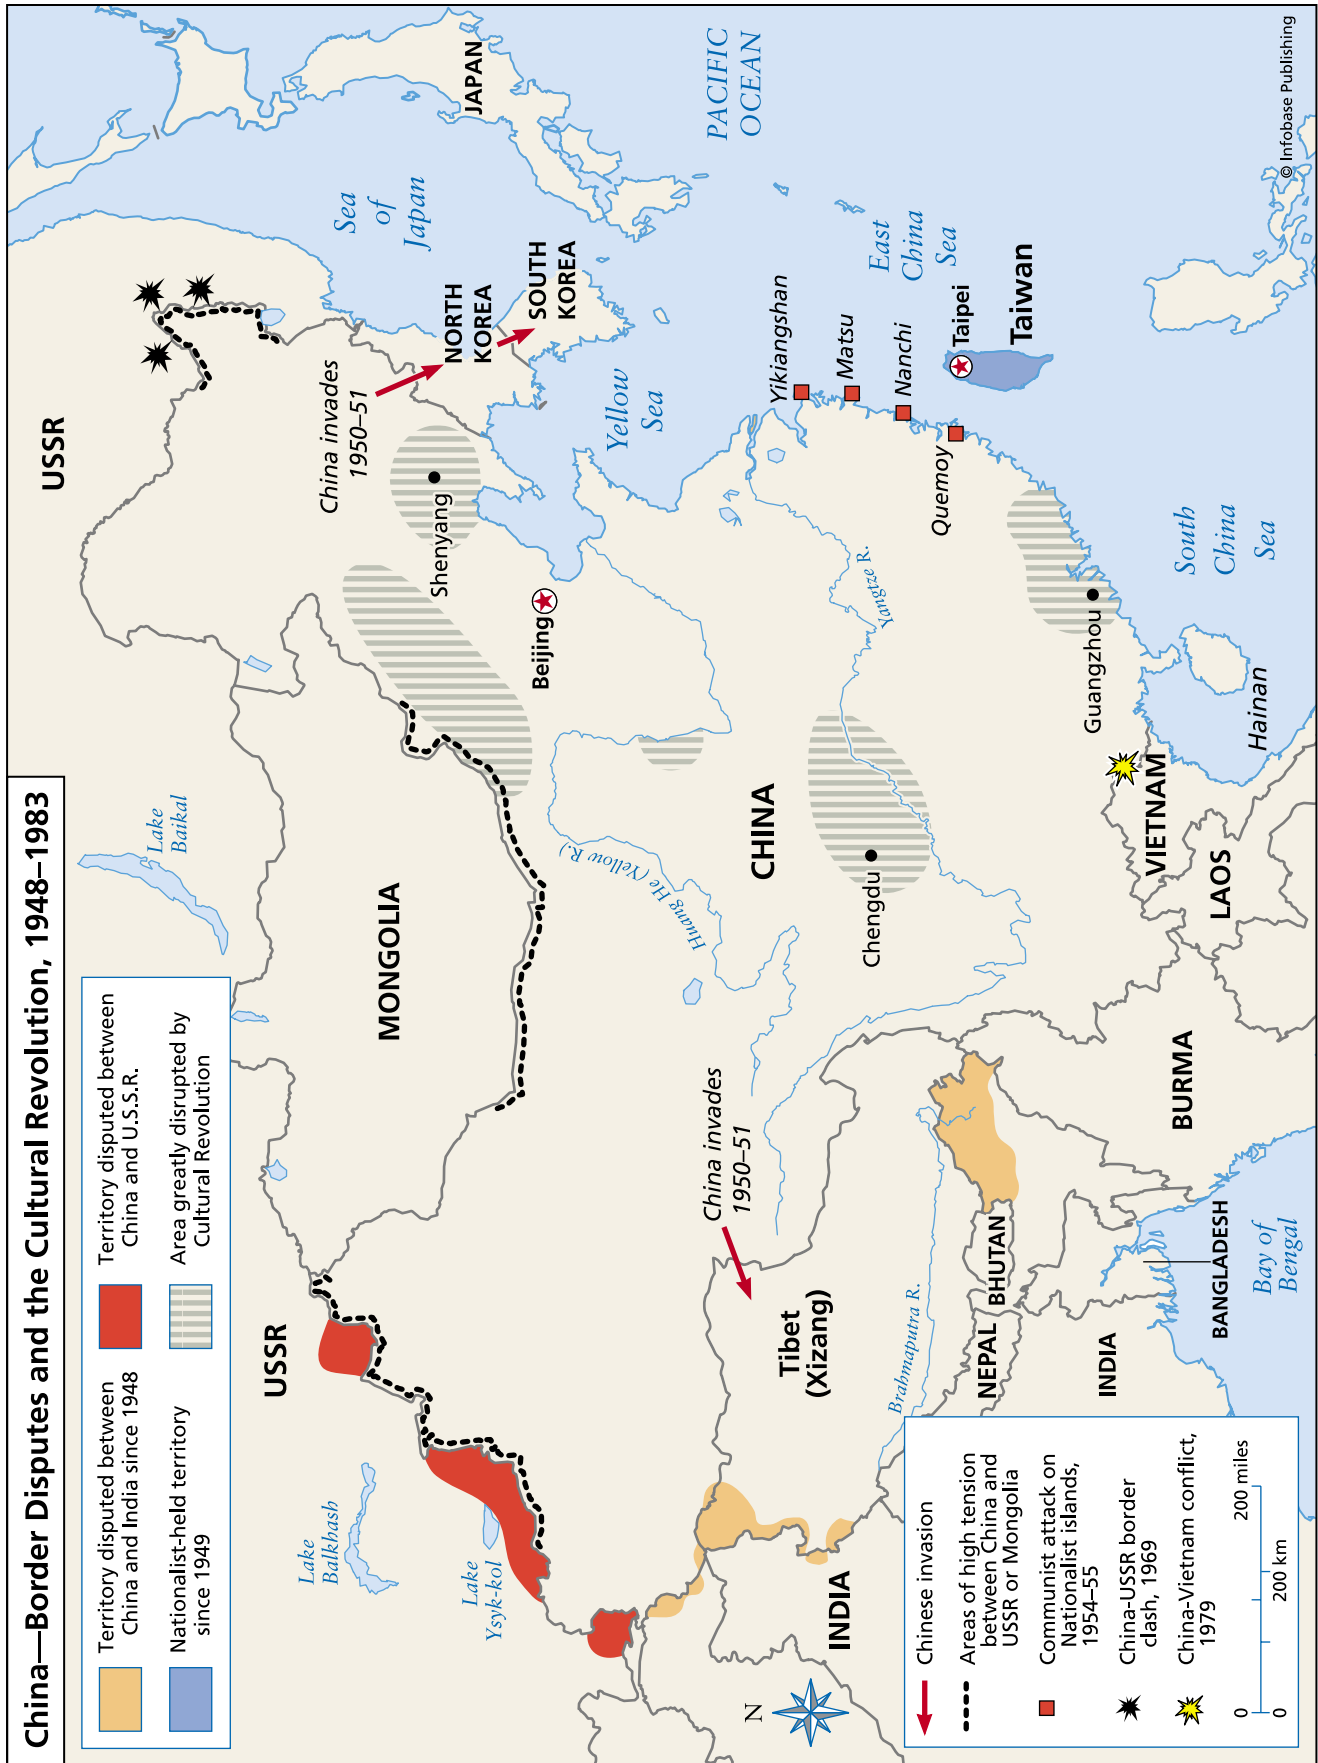 China—Border Disputes and the Cultural Revolution, 1948–1983
Territory disputed between
China and India since 1948
Territory disputed between
China and U.S.S.R.
Nationalist-held territory
since 1949
Area greatly disrupted by
Cultural Revolution
USSR
USSR
Lake
Baikal
Lake
Balkhash
Lake
Ysyk-kol
MONGOLIA
China invades
1950–51
NORTH
KOREA
SOUTH
KOREA
JAPAN
Sea
of
Japan
Shenyang
Beijing
Yellow
Sea
PACIFIC
OCEAN
Huang He (Yellow R.)
CHINA
Yangtze R.
Chengdu
China invades
1950–51
Tibet
(Xizang)
Brahmaputra R.
Yikiangshan
Matsu
Nanchi
Quemoy
Taipei
Taiwan
East
China
Sea
Guangzhou
South
China
Sea
Hainan
VIETNAM
LAOS
BURMA
BHUTAN
NEPAL
INDIA
INDIA
BANGLADESH
Bay of
Bengal
N
Chinese invasion
Areas of high tension
between China and
USSR or Mongolia
Communist attack on
Nationalist islands,
1954–55
China-USSR border
clash, 1969
China-Vietnam conflict,
1979
0 200 miles
0 200 km
© Infobase Publishing